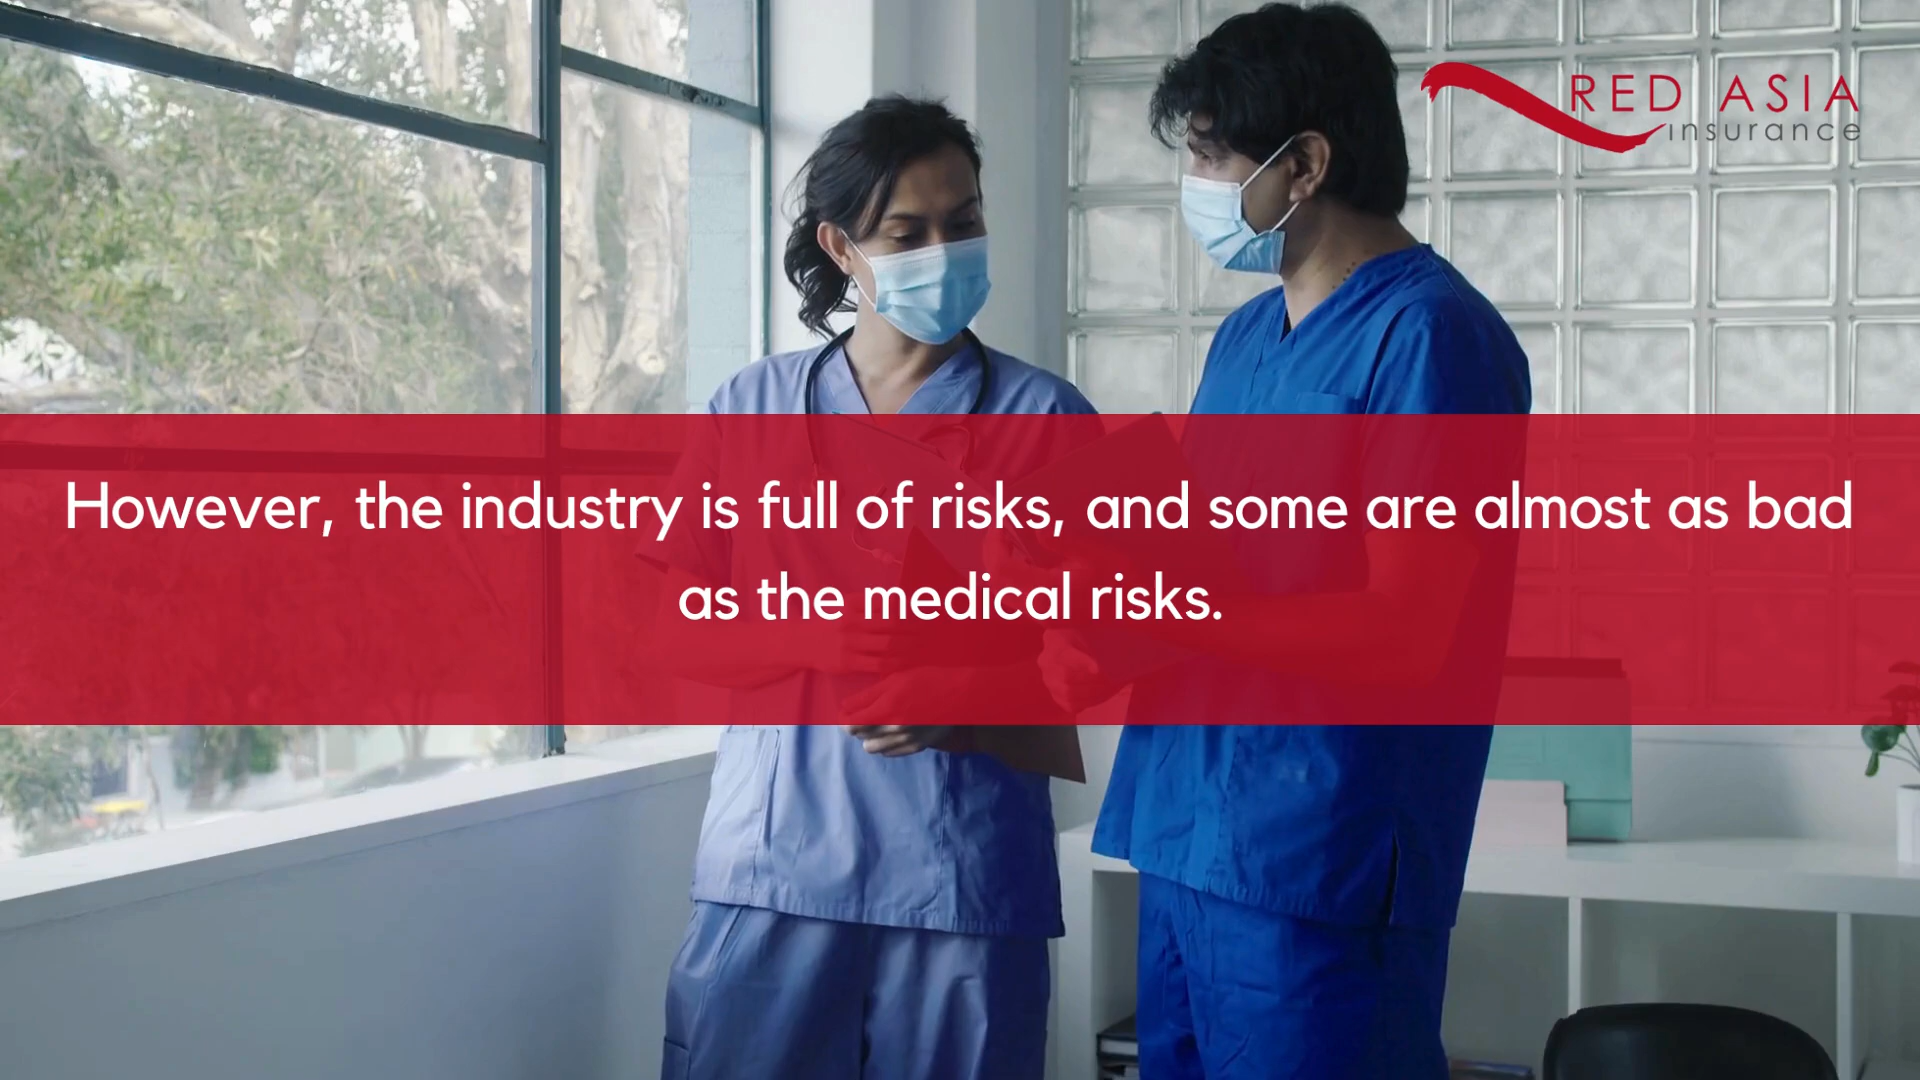 RED ASIA
insurance
However, the industry is full of risks, and some are almost as bad
as the medical risks.